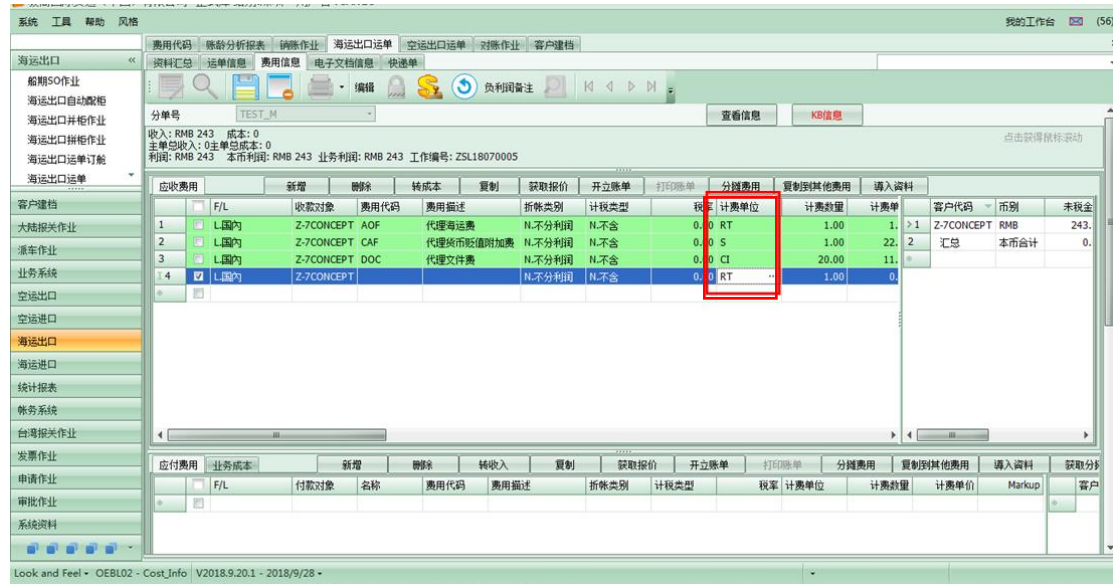 系统 工具 帮助 风格 我的工作台 (56)
费用代码 账龄分析报表 销账作业 海运出口运单 空运出口运单 对账作业 客户建档
海运出口 «
资料汇总 运单信息 费用信息 电子文档信息 快递单
船期SO作业
海运出口自动配柜
海运出口并柜作业
海运出口拼柜作业
海运出口运单订舱
海运出口运单
客户建档
大陆报关作业
派车作业
业务系统
空运出口
空运进口
海运出口
海运进口
统计报表
帐务系统
台湾报关作业
发票作业
申请作业
审批作业
系统资料
编辑 负利润备注
分单号 TEST_M 查看信息 KB信息
收入: RMB 243 成本: 0
主单总收入: 0主单总成本: 0
利润: RMB 243 本币利润: RMB 243 业务利润: RMB 243 工作编号: ZSL18070005
点击获得鼠标滚动
应收费用 新增 删除 转成本 复制 获取报价 开立账单 打印账单 分摊费用 复制到其他费用 導入資料
F/L 收款对象 费用代码 费用描述 折帐类别 计税类型 税率 计费单位 计费数量 计费单
1 L.国内 Z-7CONCEPT AOF 代理海运费 N.不分利润 N.不含 RT 1.00 1.
2 L.国内 Z-7CONCEPT CAF 代理货币贬值附加费 N.不分利润 N.不含 S 1.00 22.
3 L.国内 Z-7CONCEPT DOC 代理文件费 N.不分利润 N.不含 CI 20.00 11.
4 L.国内 Z-7CONCEPT N.不分利润 N.不含 RT 1.00 0.
客户代码 币别 未税金
1 Z-7CONCEPT RMB 243.
2 汇总 本币合计 0.
应付费用 业务成本 新增 删除 转收入 复制 获取报价 开立账单 打印账单 分摊费用 复制到其他费用 導入資料 获取分摊
F/L 付款对象 名称 费用代码 费用描述 折帐类别 计税类型 税率 计费单位 计费数量 计费单价 Markup 客户
Look and Feel OEBL02 - Cost_Info V2018.9.20.1 - 2018/9/28